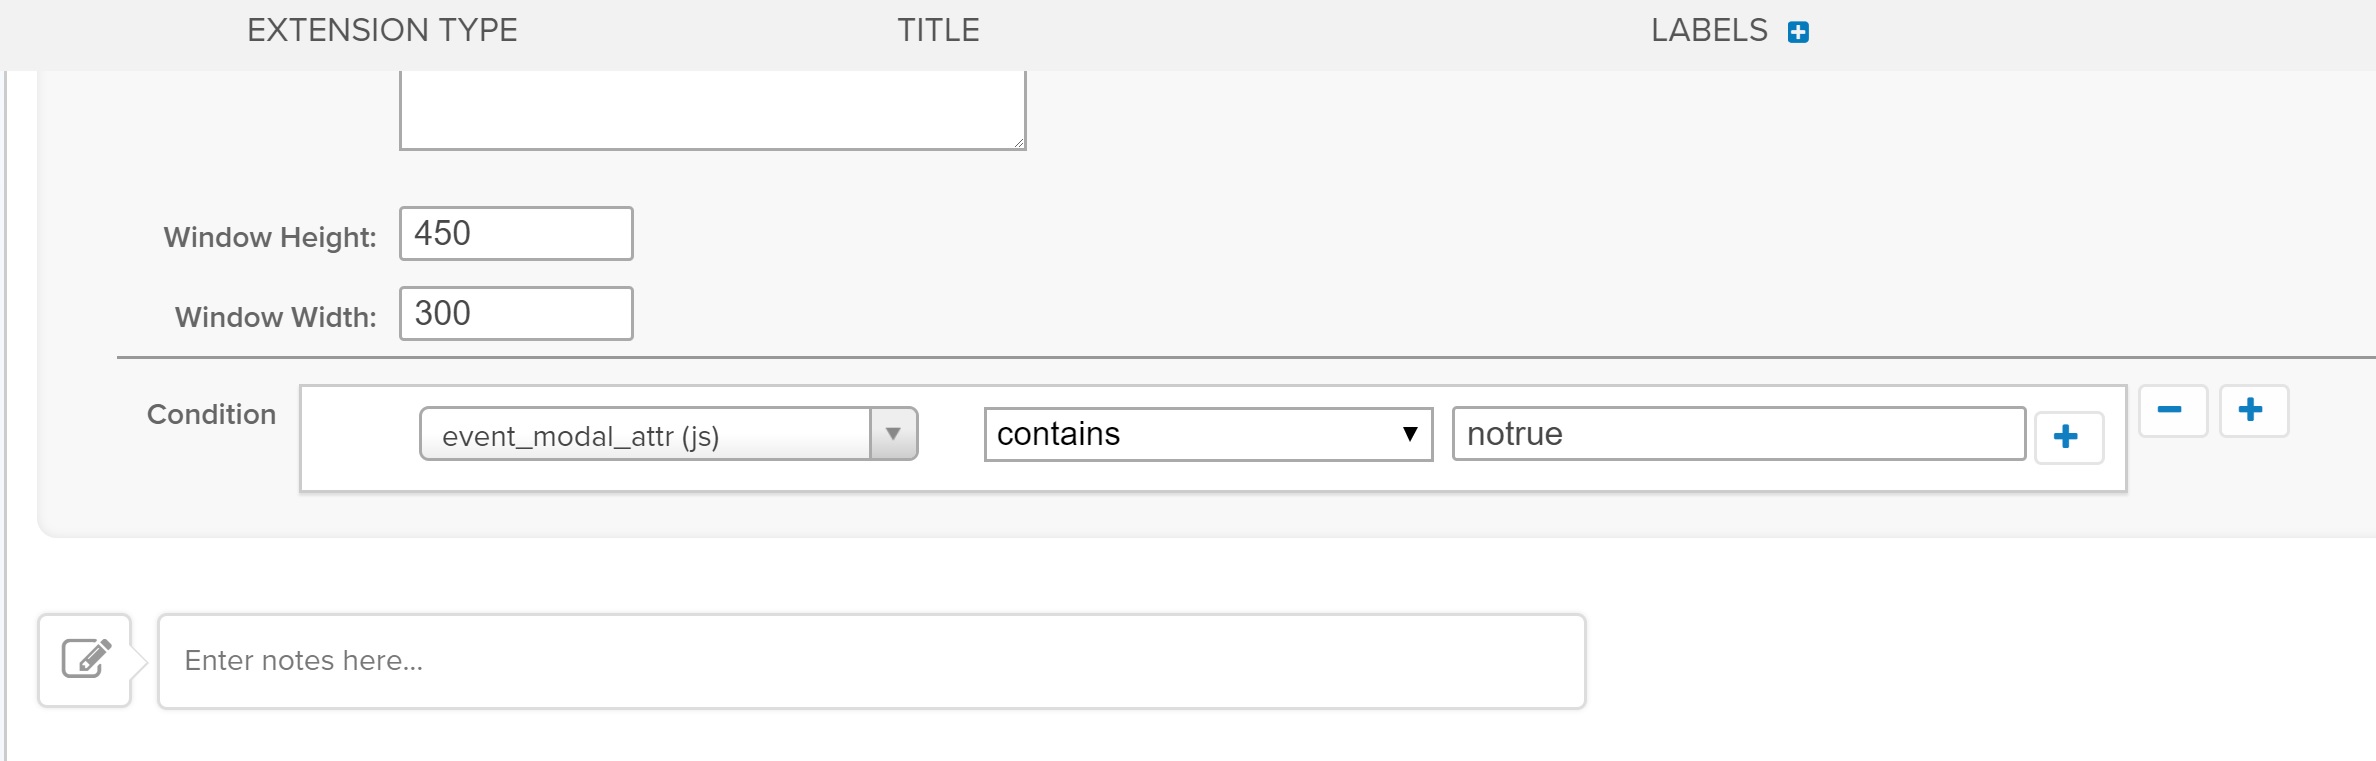 EXTENSION TYPE TITLE LABELS
Window Height: 450
Window Width: 300
Condition event_modal_attr (js) contains notrue
Enter notes here...